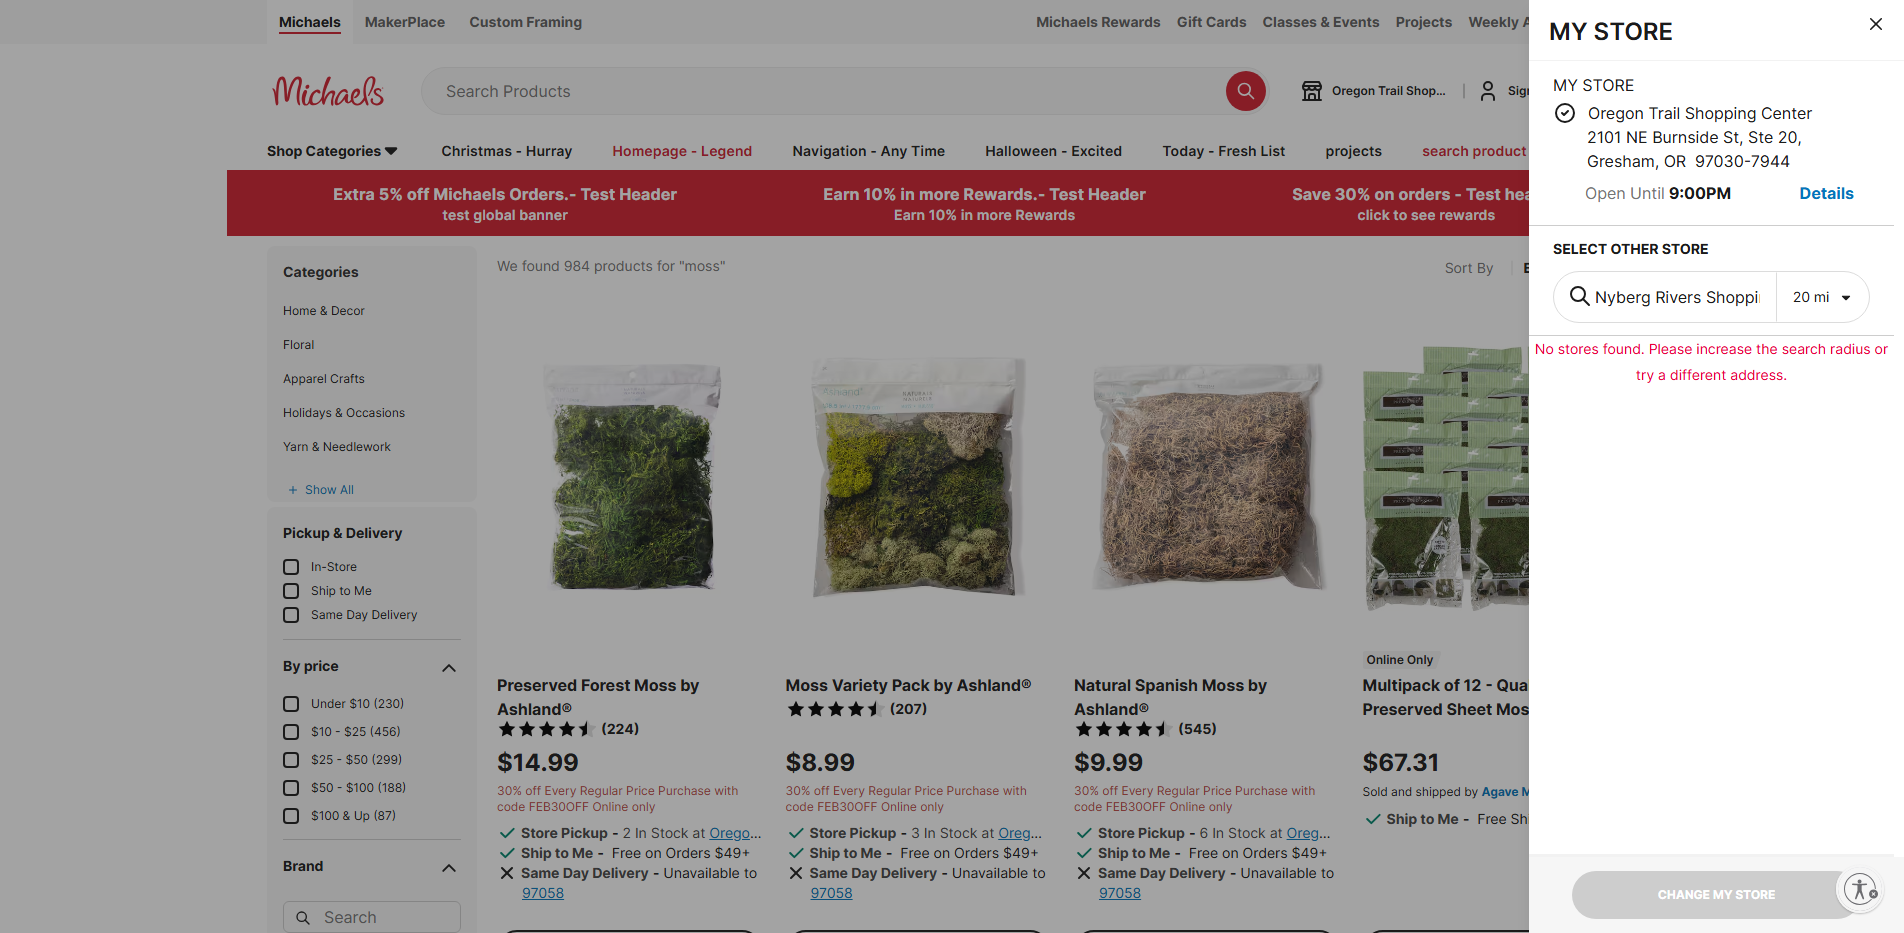 Michaels MakerPlace Custom Framing
Michaels Rewards Gift Cards Classes & Events Projects Weekly
MY STORE
Michaels
Search Products
Oregon Trail Shop... | Sign
MY STORE
Oregon Trail Shopping Center
2101 NE Burnside St, Ste 20,
Gresham, OR 97030-7944
Open Until 9:00PM Details
Shop Categories Christmas - Hurray Homepage - Legend Navigation - Any Time Halloween - Excited Today - Fresh List projects search product
Extra 5% off Michaels Orders.- Test Header
test global banner
Earn 10% in more Rewards.- Test Header
Earn 10% in more Rewards
Save 30% on orders - Test hea
click to see rewards
SELECT OTHER STORE
Nyberg Rivers Shoppi 20 mi
No stores found. Please increase the search radius or
try a different address.
Categories
Home & Decor
Floral
Apparel Crafts
Holidays & Occasions
Yarn & Needlework
+ Show All
Pickup & Delivery
In-Store
Ship to Me
Same Day Delivery
By price
Under $10 (230)
$10 - $25 (456)
$25 - $50 (299)
$50 - $100 (188)
$100 & Up (87)
Brand
Search
We found 984 products for "moss"
Sort By
Preserved Forest Moss by
Ashland®
(224)
$14.99
30% off Every Regular Price Purchase with
code FEB30OFF Online only
Store Pickup - 2 In Stock at Orego...
Ship to Me - Free on Orders $49+
Same Day Delivery - Unavailable to
97058
Moss Variety Pack by Ashland®
(207)
$8.99
30% off Every Regular Price Purchase with
code FEB30OFF Online only
Store Pickup - 3 In Stock at Oreg...
Ship to Me - Free on Orders $49+
Same Day Delivery - Unavailable to
97058
Natural Spanish Moss by
Ashland®
(545)
$9.99
30% off Every Regular Price Purchase with
code FEB30OFF Online only
Store Pickup - 6 In Stock at Oreg...
Ship to Me - Free on Orders $49+
Same Day Delivery - Unavailable to
97058
Online Only
Multipack of 12 - Qua
Preserved Sheet Mos
$67.31
Sold and shipped by Agave M
Ship to Me - Free Sh
CHANGE MY STORE